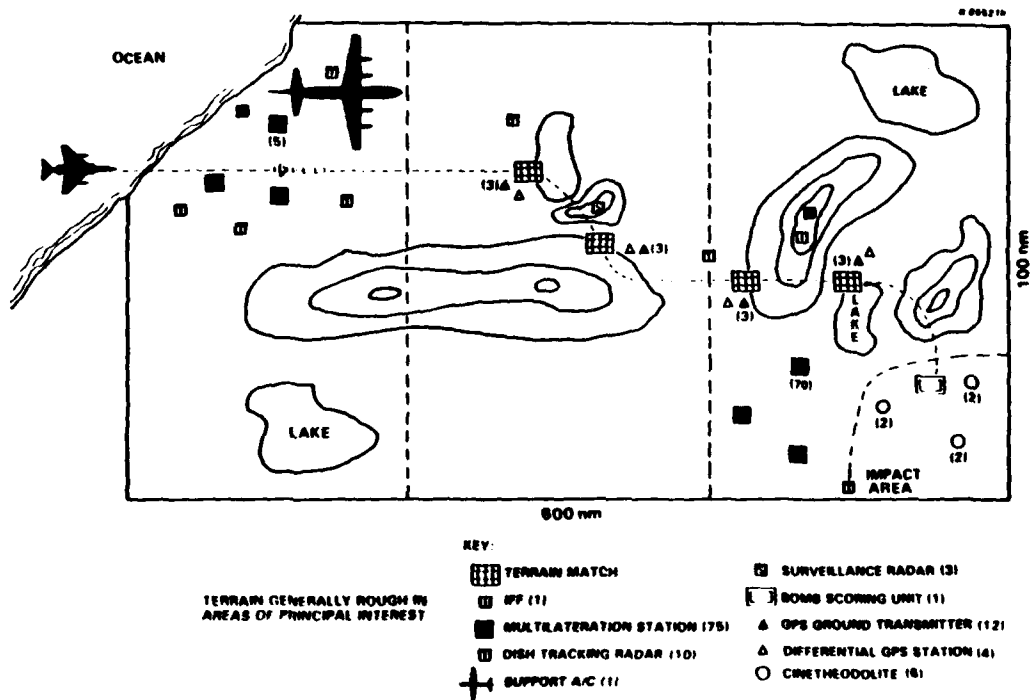 OCEAN
LAKE
(5)
(3)
(3)
(3)
(3)
LAKE
(70)
(2)
(2)
(2)
LAKE
IMPACT
AREA
100 nm
600 nm
KEY:
TERRAIN MATCH
IFF (1)
MULTILATERATION STATION (75)
DISH TRACKING RADAR (10)
SUPPORT A/C (1)
TERRAIN GENERALLY ROUGH IN
AREAS OF PRINCIPAL INTEREST
SURVEILLANCE RADAR (3)
BOMB SCORING UNIT (1)
GPS GROUND TRANSMITTER (12)
DIFFERENTIAL GPS STATION (4)
CINETHEODOLITE (6)